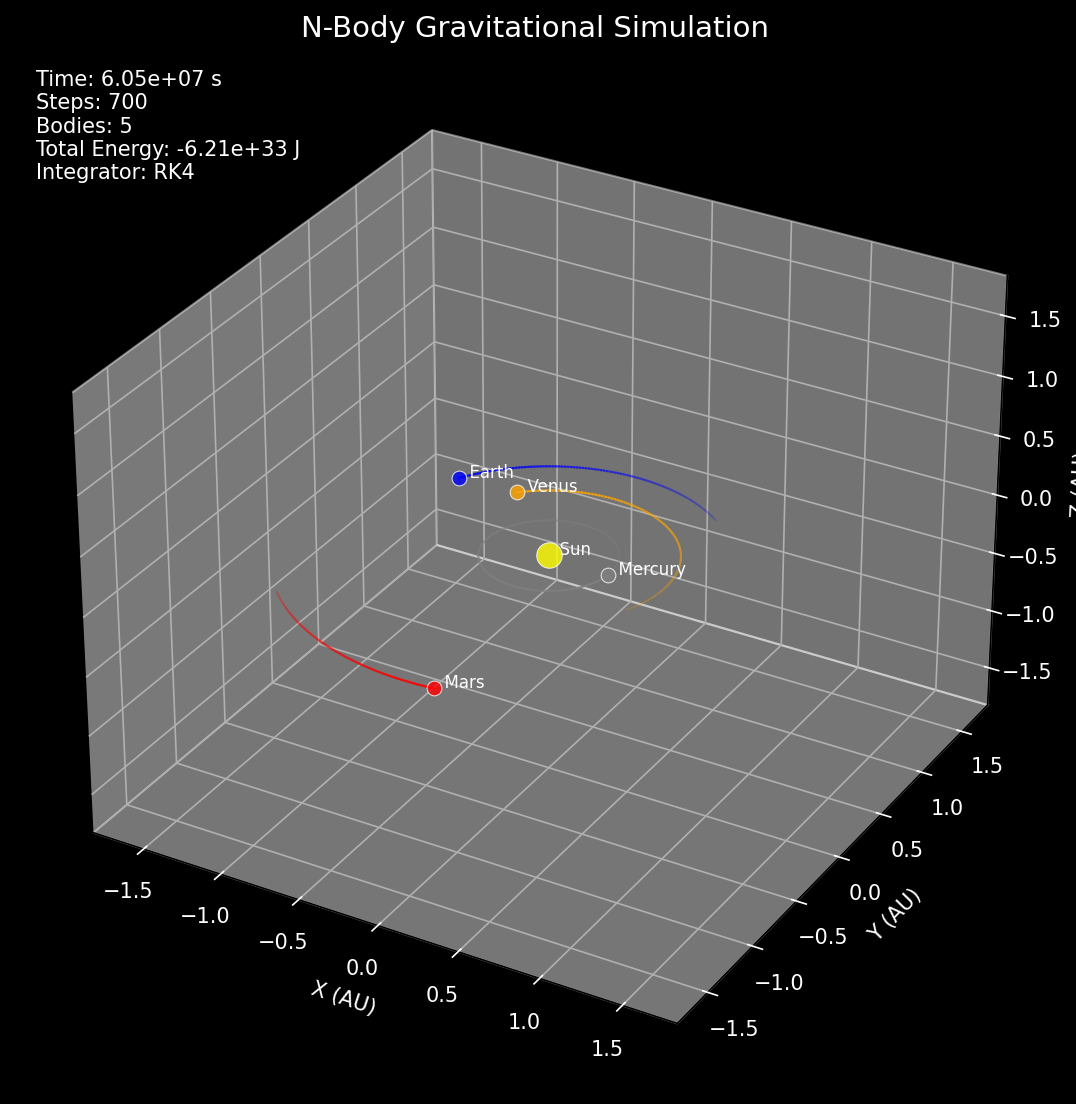 N-Body Gravitational Simulation
Time: 6.05e+07 s
Steps: 700
Bodies: 5
Total Energy: -6.21e+33 J
Integrator: RK4
Earth
Venus
Sun
Mercury
Mars
1.5
1.0
0.5
0.0
−0.5
−1.0
−1.5
1.5
1.0
0.5
0.0
−0.5
−1.0
−1.5
Y (AU)
−1.5
−1.0
−0.5
0.0
0.5
1.0
1.5
X (AU)